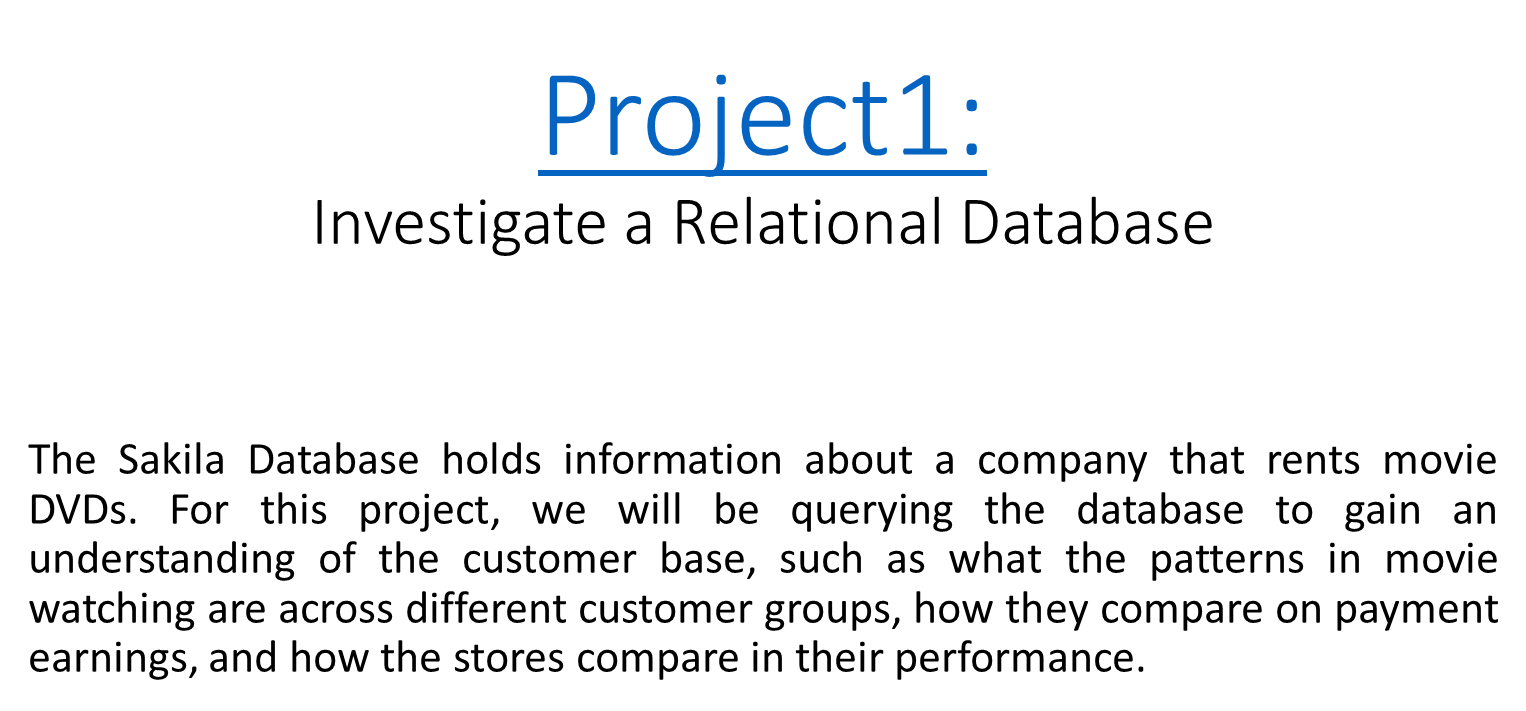 Project1:
Investigate a Relational Database
The Sakila Database holds information about a company that rents movie
DVDs. For this project, we will be querying the database to gain an
understanding of the customer base, such as what the patterns in movie
watching are across different customer groups, how they compare on payment
earnings, and how the stores compare in their performance.